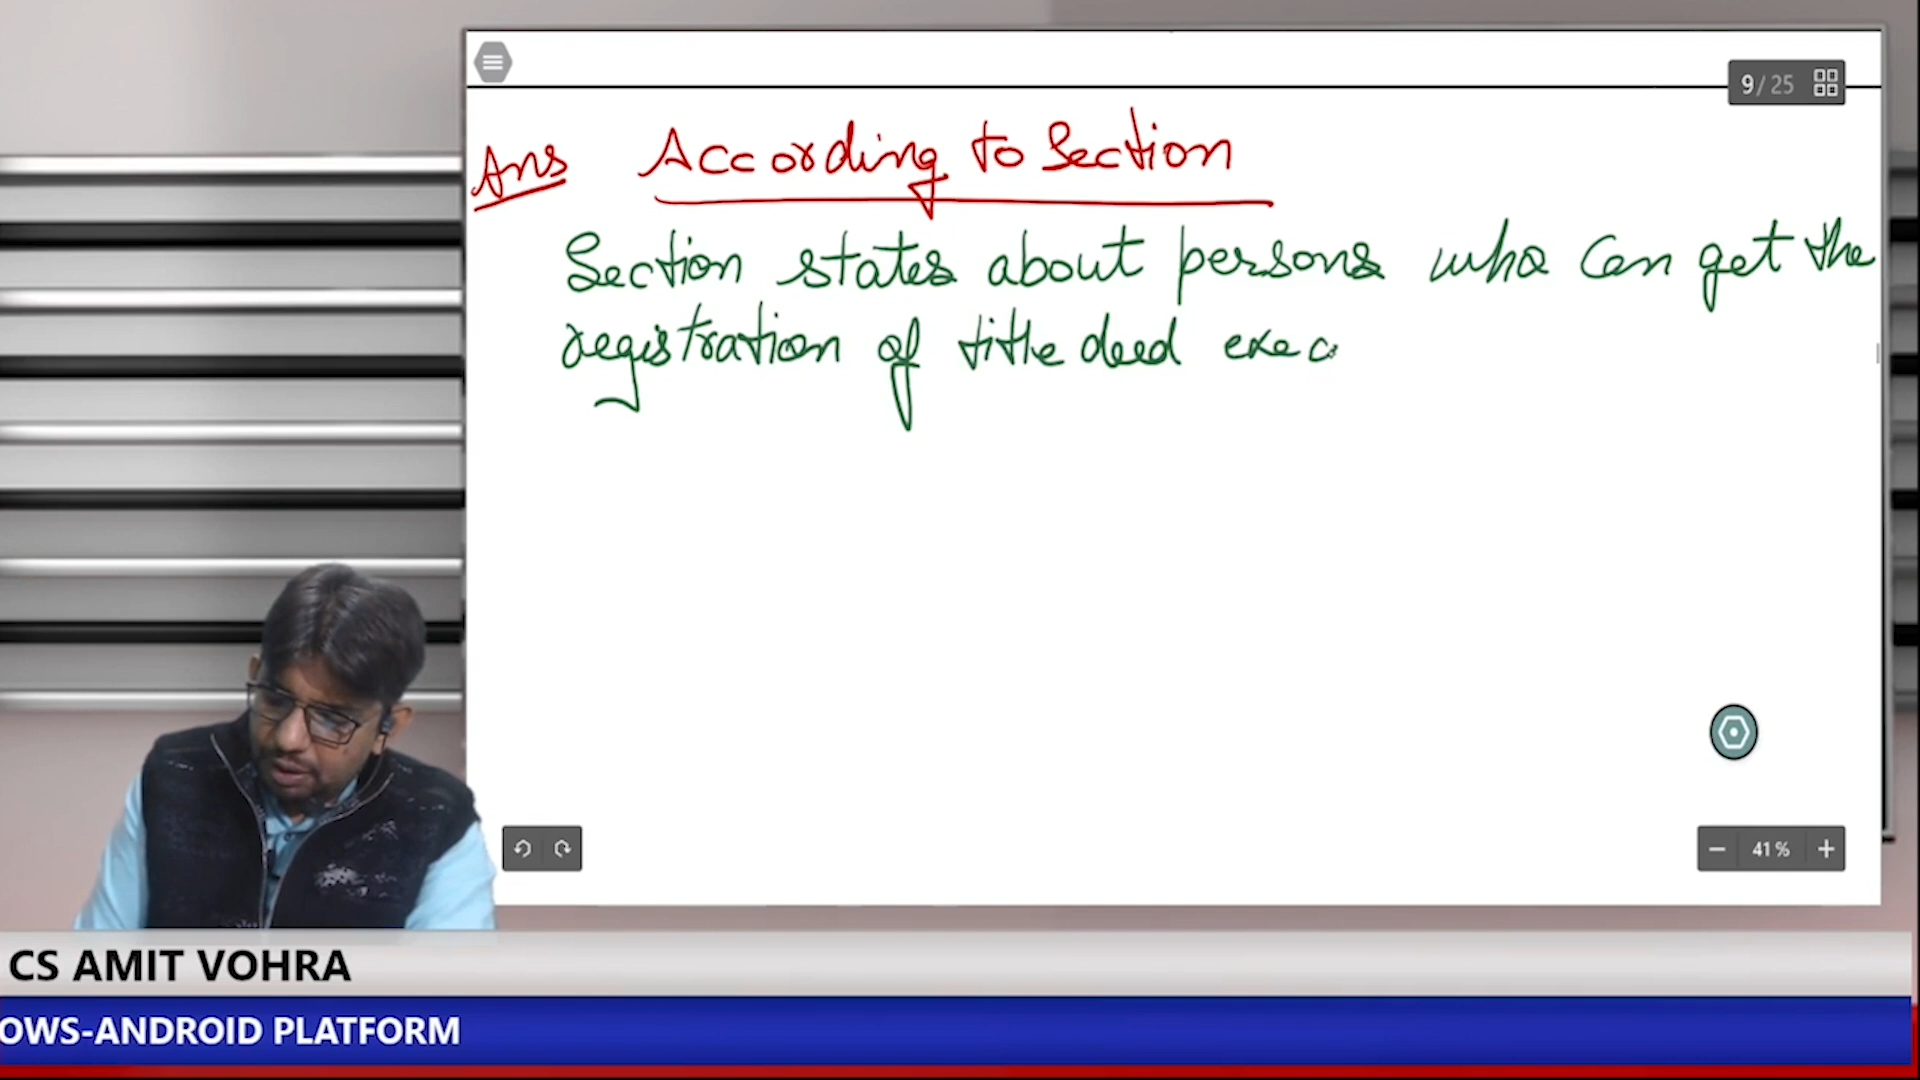 9/25
Ans According to Section
Section states about persons who can get the
registration of title deed exec
41%
CS AMIT VOHRA
OWS-ANDROID PLATFORM